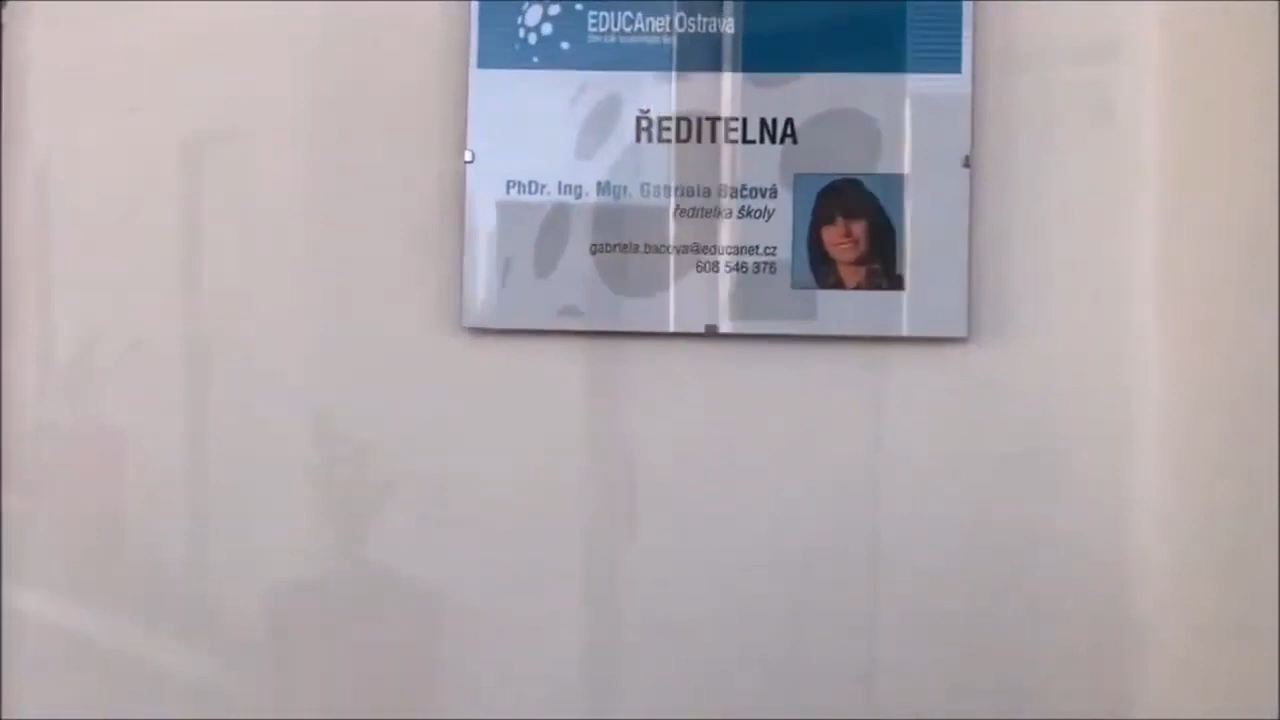 EDUCAnet Ostrava
ŘEDITELNA
PhDr. Ing. Mgr. Gabriela Bačová
ředitelka školy
gabriela.bacova@educanet.cz
608 546 376